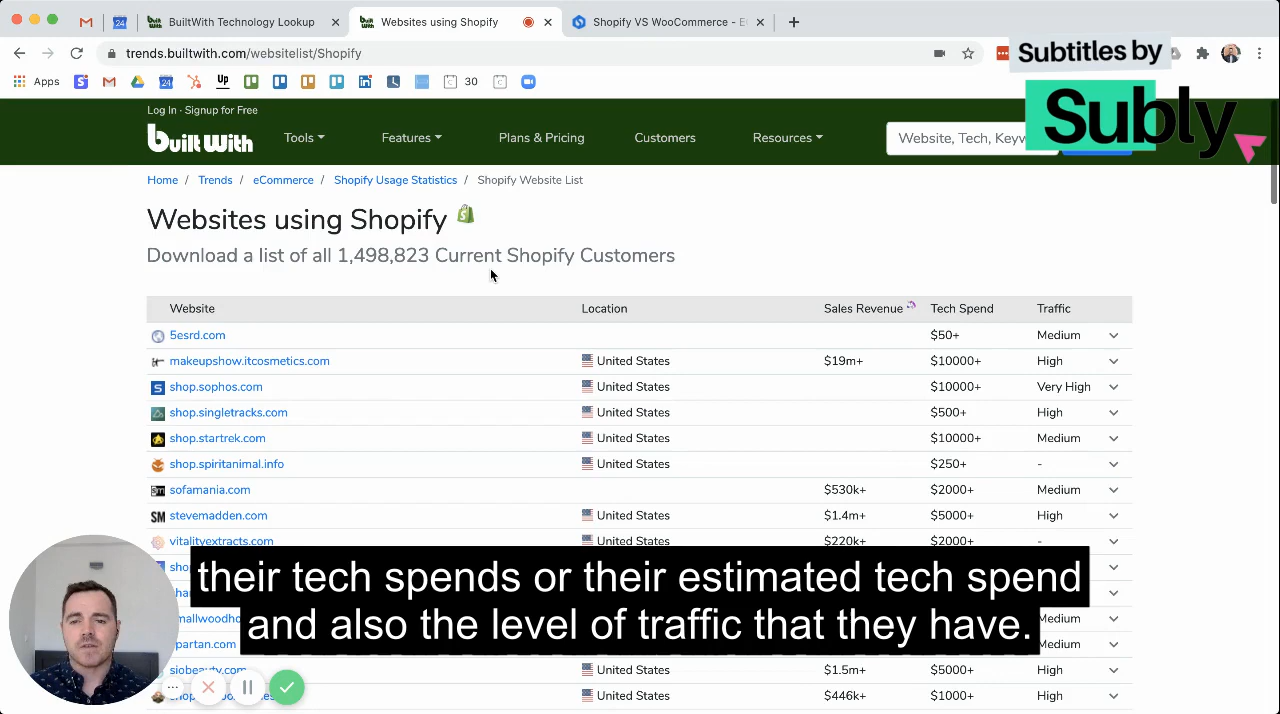 BuiltWith Technology Lookup
Websites using Shopify
Shopify VS WooCommerce - E
trends.builtwith.com/websitelist/Shopify
Apps
Up
30
Subtitles by
Subly
Log In · Signup for Free
Built With
Tools
Features
Plans & Pricing
Customers
Resources
Website, Tech, Keyw
Home / Trends / eCommerce / Shopify Usage Statistics / Shopify Website List
Websites using Shopify
Download a list of all 1,498,823 Current Shopify Customers
Website Location Sales Revenue Tech Spend Traffic
5esrd.com $50+ Medium
makeupshow.itcosmetics.com United States $19m+ $10000+ High
shop.sophos.com United States $10000+ Very High
shop.singletracks.com United States $500+ High
shop.startrek.com United States $10000+ Medium
shop.spiritanimal.info United States $250+ -
sofamania.com $530k+ $2000+ Medium
SM stevemadden.com United States $1.4m+ $5000+ High
vitalityextracts.com United States $220k+ $2000+ -
their tech spends or their estimated tech spend
and also the level of traffic that they have.
siobeauty.com United States $1.5m+ $5000+ High
United States $446k+ $1000+ High